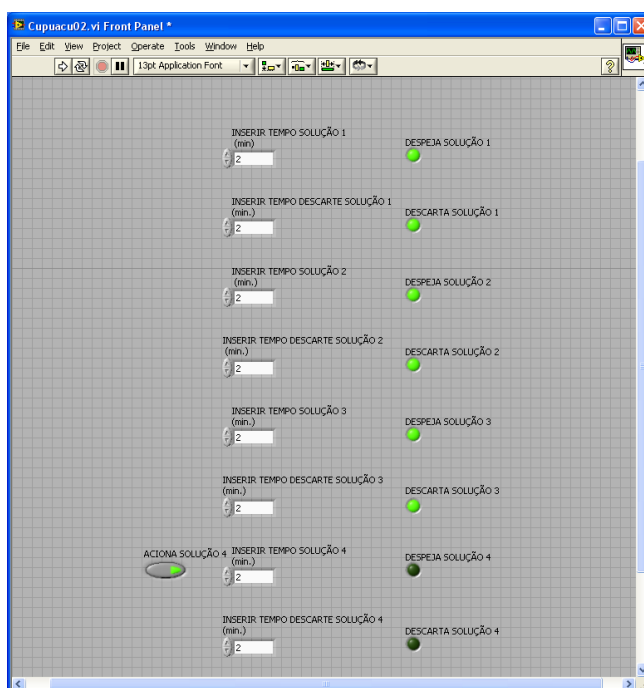 Cupuacu02.vi Front Panel *
File Edit View Project Operate Tools Window Help
13pt Application Font
INSERIR TEMPO SOLUÇÃO 1
(min)
2
DESPEJA SOLUÇÃO 1
INSERIR TEMPO DESCARTE SOLUÇÃO 1
(min.)
2
DESCARTA SOLUÇÃO 1
INSERIR TEMPO SOLUÇÃO 2
(min.)
2
DESPEJA SOLUÇÃO 2
INSERIR TEMPO DESCARTE SOLUÇÃO 2
(min.)
2
DESCARTA SOLUÇÃO 2
INSERIR TEMPO SOLUÇÃO 3
(min.)
2
DESPEJA SOLUÇÃO 3
INSERIR TEMPO DESCARTE SOLUÇÃO 3
(min.)
2
DESCARTA SOLUÇÃO 3
ACIONA SOLUÇÃO 4
INSERIR TEMPO SOLUÇÃO 4
(min.)
2
DESPEJA SOLUÇÃO 4
INSERIR TEMPO DESCARTE SOLUÇÃO 4
(min.)
2
DESCARTA SOLUÇÃO 4